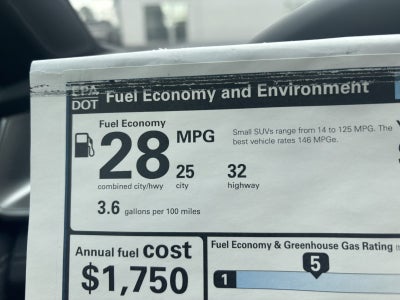 EPA
DOT Fuel Economy and Environment
Fuel Economy
28 MPG
Small SUVs range from 14 to 125 MPG. The
best vehicle rates 146 MPGe.
25 32
combined city/hwy city highway
3.6 gallons per 100 miles
Annual fuel cost
$1,750
Fuel Economy & Greenhouse Gas Rating
1
5